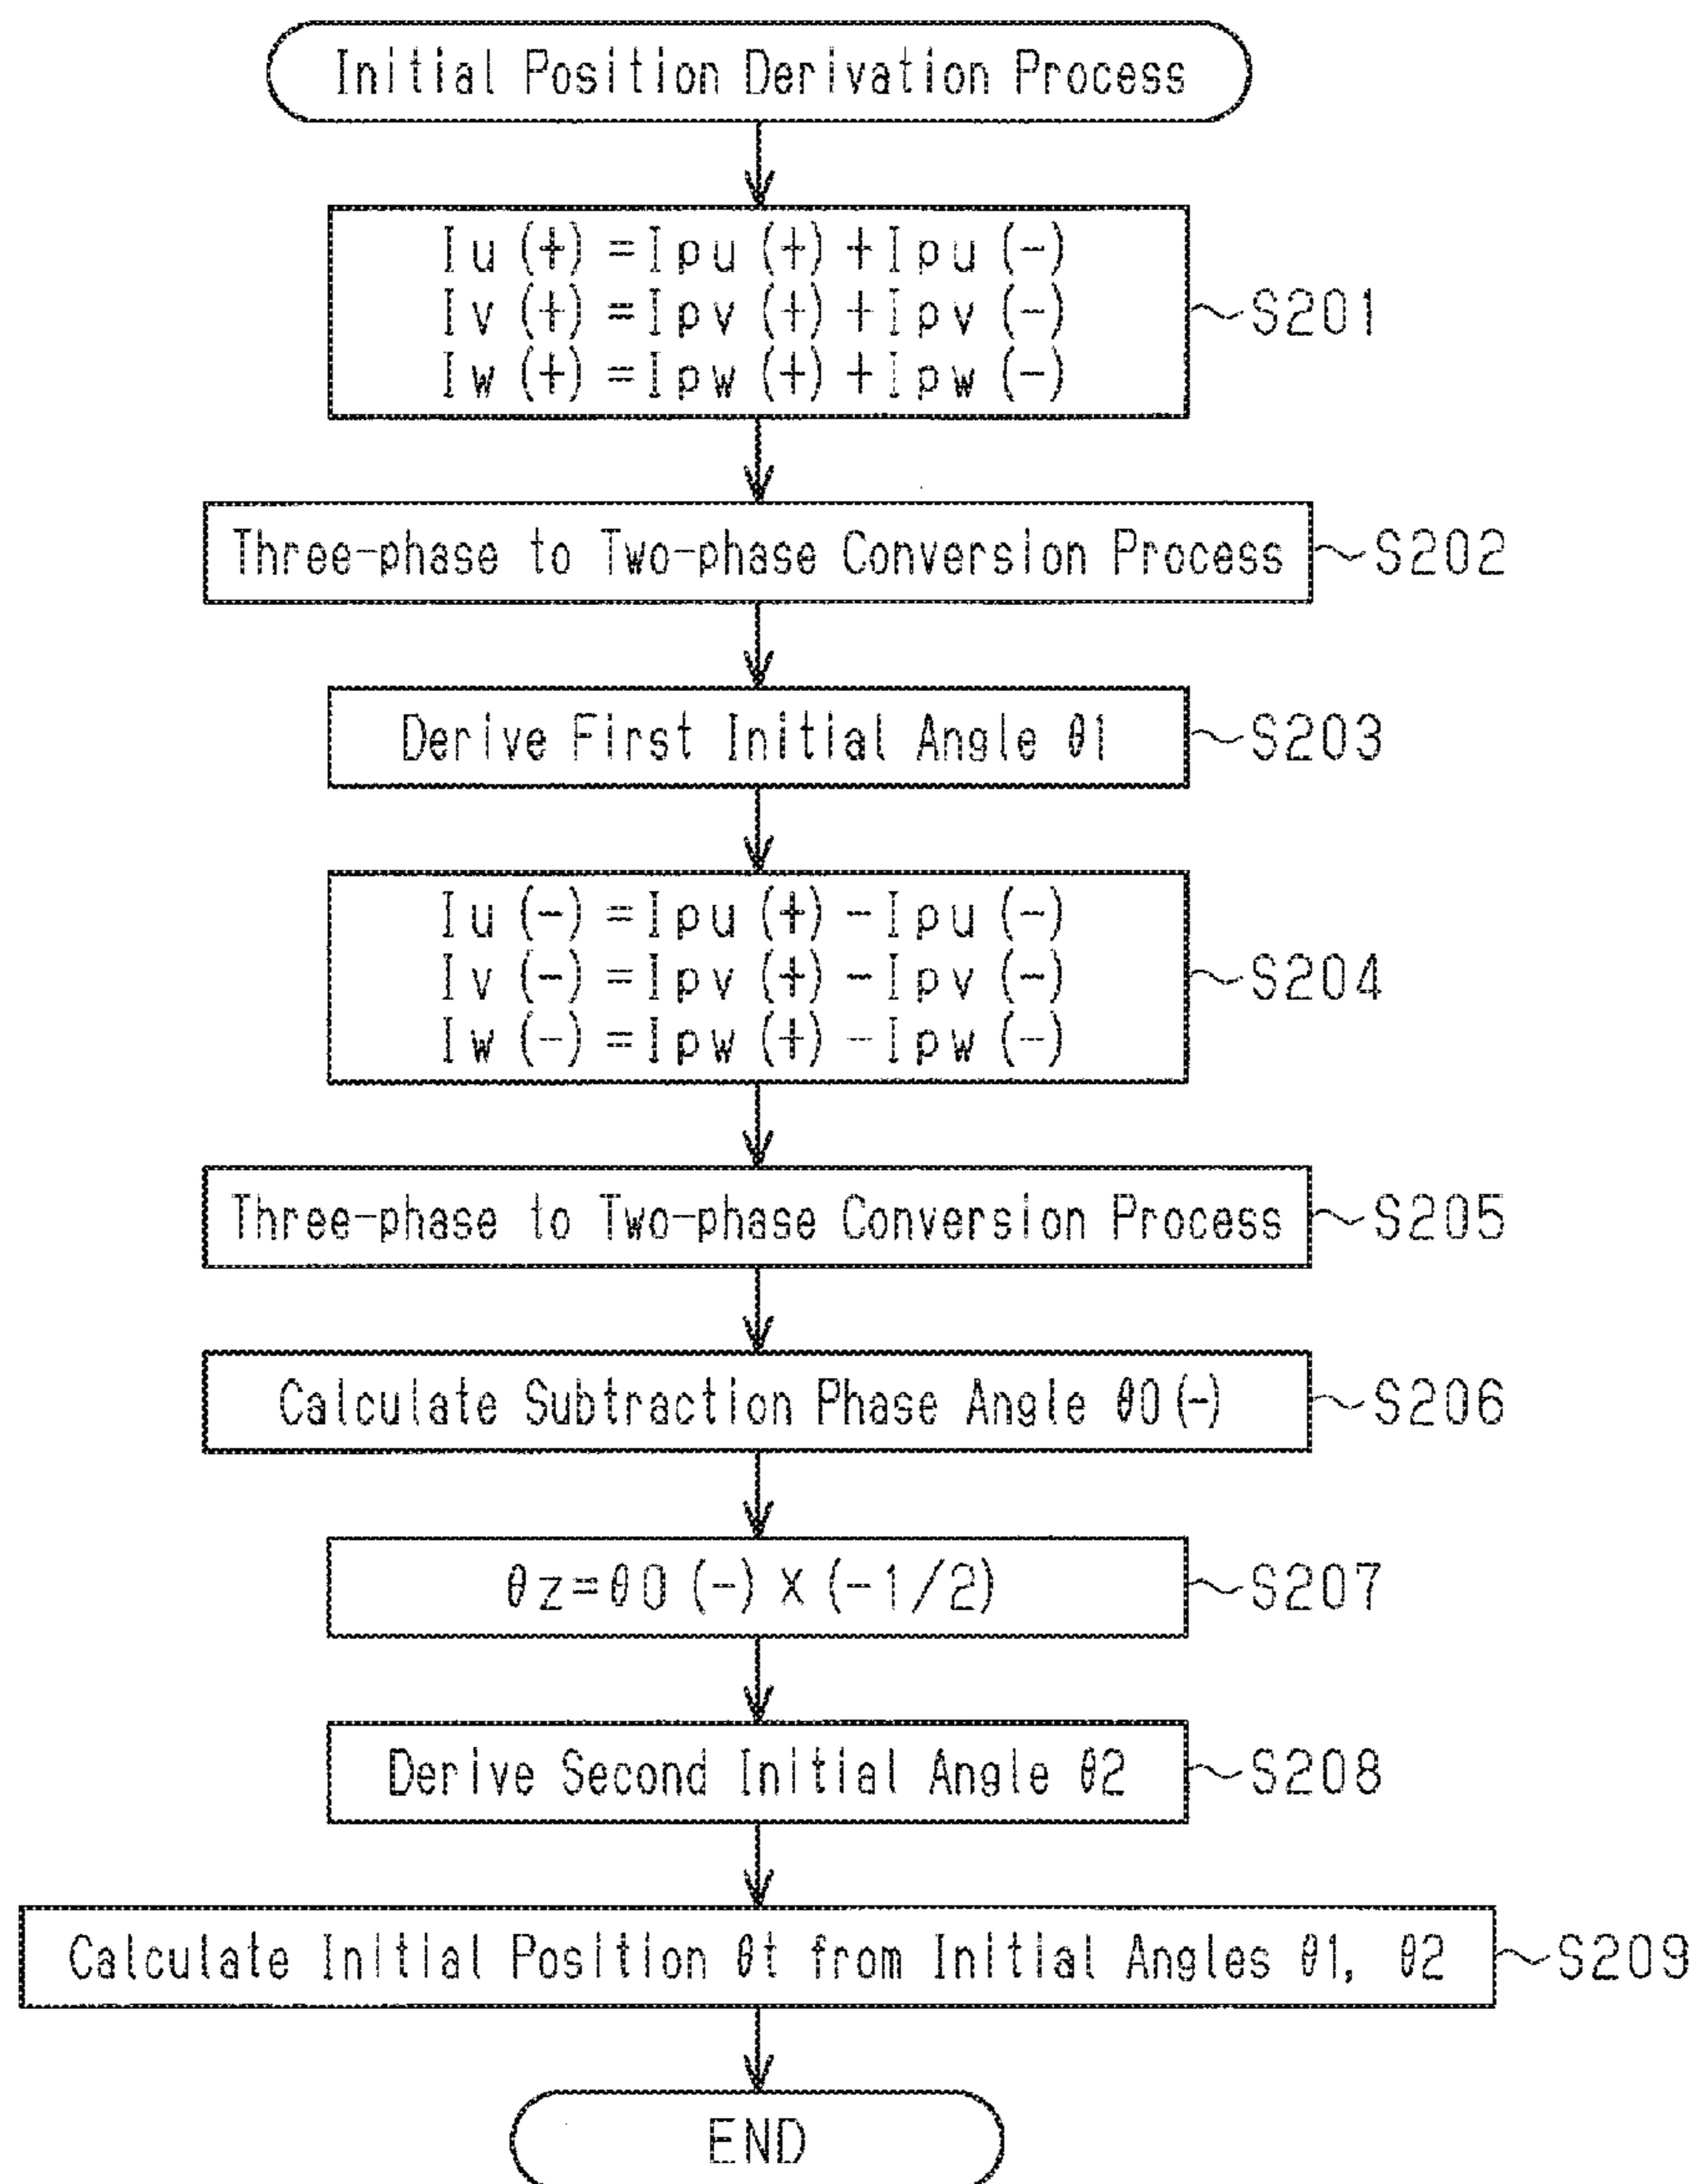 Initial Position Derivation Process
Iu(+)=Ipu(+)+Ipu(-)
Iv(+)=Ipv(+)+Ipv(-)
Iw(+)=Ipw(+)+Ipw(-)
S201
Three-phase to Two-phase Conversion Process
S202
Derive First Initial Angle θ1
S203
Iu(-)=Ipu(+)-Ipu(-)
Iv(-)=Ipv(+)-Ipv(-)
Iw(-)=Ipw(+)-Ipw(-)
S204
Three-phase to Two-phase Conversion Process
S205
Calculate Subtraction Phase Angle θ0(-)
S206
θz=θ0(-)×(-1/2)
S207
Derive Second Initial Angle θ2
S208
Calculate Initial Position θt from Initial Angles θ1, θ2
S209
END